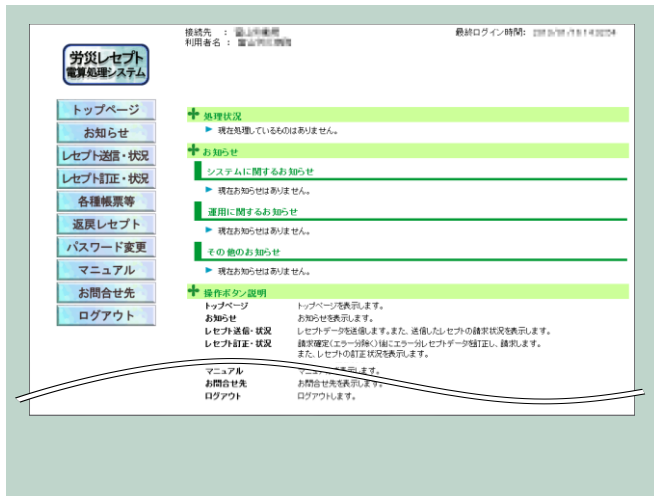 接続先 :
利用者名 :
最終ログイン時間:
労災レセプト
電算処理システム
トップページ
お知らせ
レセプト送信・状況
レセプト訂正・状況
各種帳票等
返戻レセプト
パスワード変更
マニュアル
お問合せ先
ログアウト
処理状況
現在処理しているものはありません。
お知らせ
システムに関するお知らせ
現在お知らせはありません。
運用に関するお知らせ
現在お知らせはありません。
その他のお知らせ
現在お知らせはありません。
操作ボタン説明
トップページ トップページを表示します。
お知らせ お知らせを表示します。
レセプト送信・状況 レセプトデータを送信します。また、送信したレセプトの請求状況を表示します。
レセプト訂正・状況 請求確定(エラー分除く)後にエラー分レセプトデータを訂正し、請求します。
また、レセプトの訂正状況を表示します。
マニュアル マニュアルを表示します。
お問合せ先 お問合せ先を表示します。
ログアウト ログアウトします。